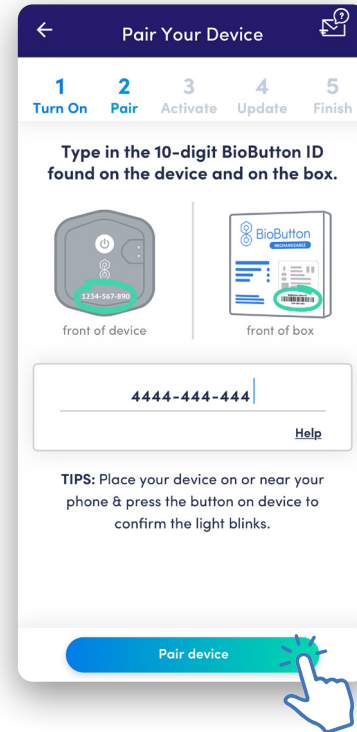 Pair Your Device
?
1 2 3 4 5
Turn On Pair Activate Update Finish
Type in the 10-digit BioButton ID
found on the device and on the box.
1234-567-890
BioButton
RECHARGEABLE
front of device
front of box
4444-444-444
Help
TIPS: Place your device on or near your
phone & press the button on device to
confirm the light blinks.
Pair device